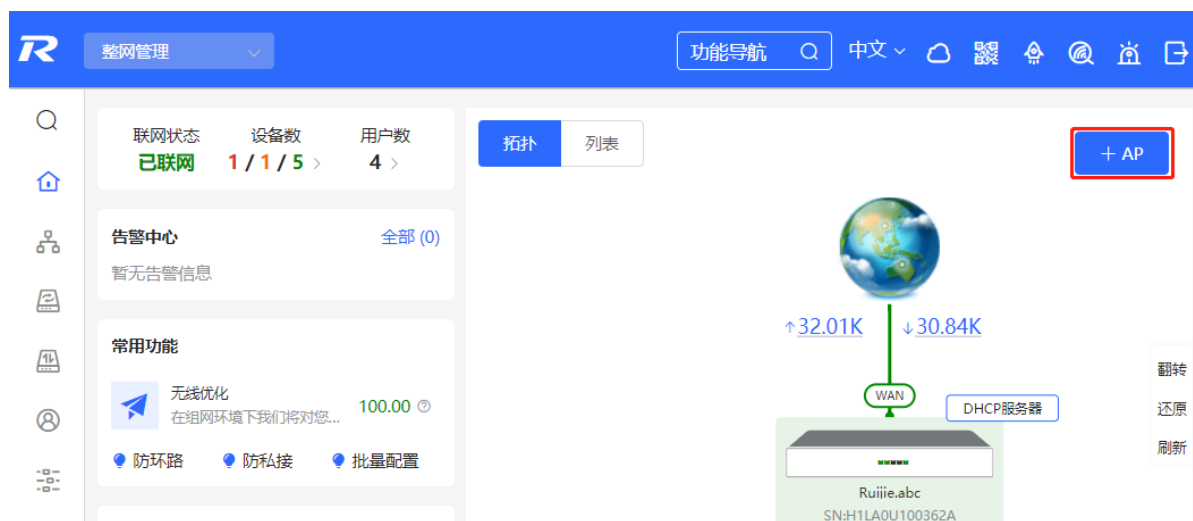 整网管理
功能导航
中文
联网状态 设备数 用户数
已联网 1 / 1 / 5 4
拓扑 列表
+ AP
告警中心 全部 (0)
暂无告警信息
常用功能
无线优化
在组网环境下我们将对您...
100.00
防环路 防私接 批量配置
↑32.01K ↓30.84K
WAN
DHCP服务器
Ruijie.abc
SN:H1LA0U100362A
翻转
还原
刷新